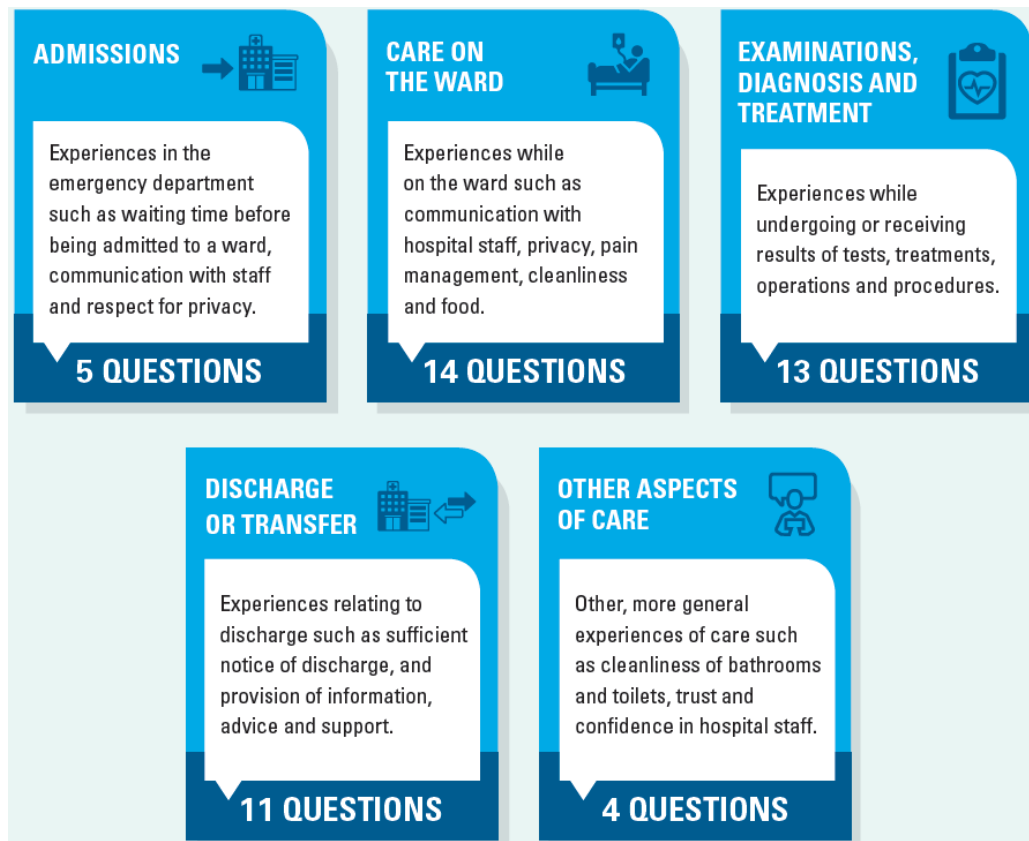 ADMISSIONS
Experiences in the
emergency department
such as waiting time before
being admitted to a ward,
communication with staff
and respect for privacy.
5 QUESTIONS
CARE ON
THE WARD
Experiences while
on the ward such as
communication with
hospital staff, privacy, pain
management, cleanliness
and food.
14 QUESTIONS
EXAMINATIONS,
DIAGNOSIS AND
TREATMENT
Experiences while
undergoing or receiving
results of tests, treatments,
operations and procedures.
13 QUESTIONS
DISCHARGE
OR TRANSFER
Experiences relating to
discharge such as sufficient
notice of discharge, and
provision of information,
advice and support.
11 QUESTIONS
OTHER ASPECTS
OF CARE
Other, more general
experiences of care such
as cleanliness of bathrooms
and toilets, trust and
confidence in hospital staff.
4 QUESTIONS